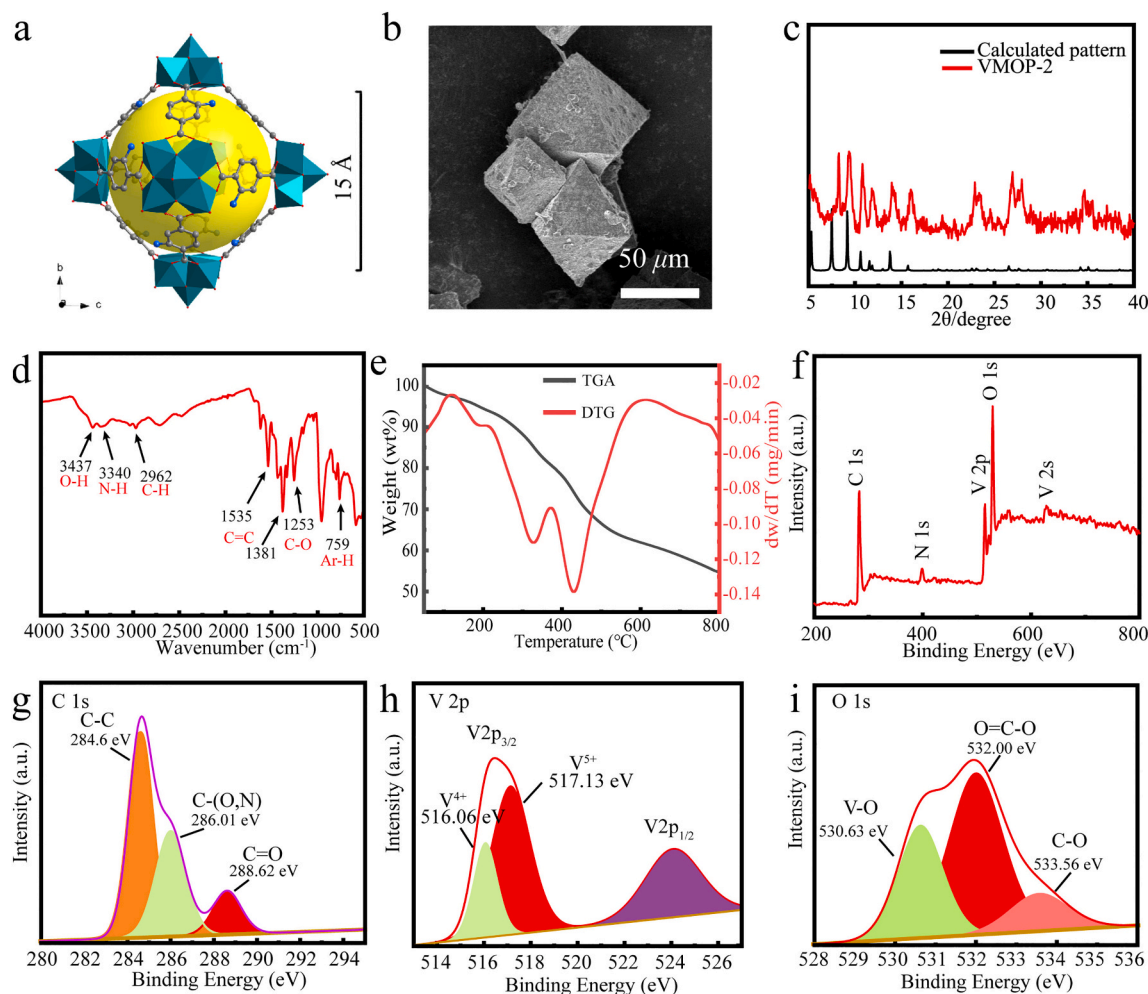 a
15 Å
b
c
b
50 μm
c
Calculated pattern
VMOP-2
5 10 15 20 25 30 35 40
2θ/degree
d
3437
O-H
3340
N-H
2962
C-H
1535
C=C
1381
1253
C-O
759
Ar-H
4000 3500 3000 2500 2000 1500 1000 500
Wavenumber (cm⁻¹)
e
TGA
DTG
Weight (wt%)
100
90
80
70
60
50
-0.02
-0.04
-0.06
-0.08
-0.10
-0.12
-0.14
dw/dT (mg/min)
200 400 600 800
Temperature (℃)
f
Intensity (a.u.)
C 1s
N 1s
V 2p
O 1s
V 2s
200 400 600 800
Binding Energy (eV)
g
C 1s
Intensity (a.u.)
C-C
284.6 eV
C-(O,N)
286.01 eV
C=O
288.62 eV
280 282 284 286 288 290 292 294
Binding Energy (eV)
h
V 2p
Intensity (a.u.)
V2p₃/₂
V⁴⁺
516.06 eV
V⁵⁺
517.13 eV
V2p₁/₂
514 516 518 520 522 524 526
Binding Energy (eV)
i
O 1s
Intensity (a.u.)
O=C-O
532.00 eV
V-O
530.63 eV
C-O
533.56 eV
528 529 530 531 532 533 534 535 536
Binding Energy (eV)